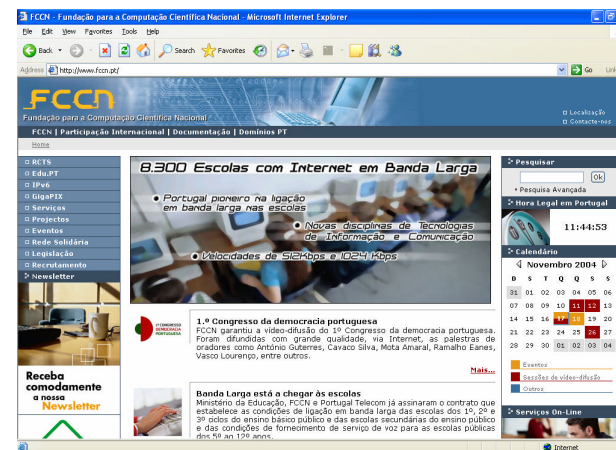 FCCN - Fundação para a Computação Científica Nacional - Microsoft Internet Explorer
File Edit View Favorites Tools Help
Back Search Favorites
Address http://www.fccn.pt/ Go Link
FCCN
Fundação para a Computação Científica Nacional
Localização
Contacte-nos
FCCN | Participação Internacional | Documentação | Domínios PT
Home
RCTS
Edu.PT
IPv6
GigaPIX
Serviços
Projectos
Eventos
Rede Solidária
Legislação
Recrutamento
Newsletter
Receba
comodamente
a nossa
Newsletter
8.300 Escolas com Internet em Banda Larga
Portugal pioneiro na ligação
em banda larga nas escolas
Novas disciplinas de Tecnologias
de Informação e Comunicação
Velocidades de 512Kbps e 1024 Kbps
1º CONGRESSO
DA DEMOCRACIA
PORTUGUESA
1.º Congresso da democracia portuguesa
FCCN garantiu a vídeo-difusão do 1º Congresso da democracia portuguesa.
Foram difundidas com grande qualidade, via Internet, as palestras de
oradores como António Guterres, Cavaco Silva, Mota Amaral, Ramalho Eanes,
Vasco Lourenço, entre outros.
Mais...
Banda Larga está a chegar às escolas
Ministério da Educação, FCCN e Portugal Telecom já assinaram o contrato que
estabelece as condições de ligação em banda larga das escolas dos 1º, 2º e
3º ciclos do ensino básico público e das escolas secundárias do ensino público
e das condições de fornecimento de serviço de voz para as escolas públicas
dos 5º ao 12º anos.
Pesquisar
Ok
Pesquisa Avançada
Hora Legal em Portugal
11:44:53
Calendário
Novembro 2004
D S T Q Q S S
31 01 02 03 04 05 06
07 08 09 10 11 12 13
14 15 16 17 18 19 20
21 22 23 24 25 26 27
28 29 30 01 02 03 04
Eventos
Sessões de vídeo-difusão
Outros
Serviços On-Line
Internet